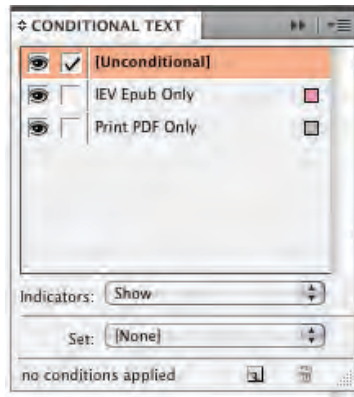 CONDITIONAL TEXT
[Unconditional]
IEV Epub Only
Print PDF Only
Indicators: Show
Set: [None]
no conditions applied